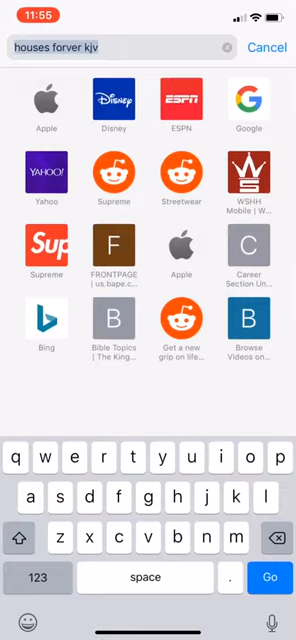 11:55
houses forver kjv
Cancel
Disney
ESPN
G
Apple
Disney
ESPN
Google
YAHOO!
W
Yahoo
Supreme
Streetwear
WSHH
Mobile | W...
Sup
F
C
Supreme
FRONTPAGE
| us.bape.c...
Apple
Career
Section Un...
b
B
B
Bing
Bible Topics
| The King...
Get a new
grip on life...
Browse
Videos on...
q w e r t y u i o p
a s d f g h j k l
z x c v b n m
123
space
.
Go